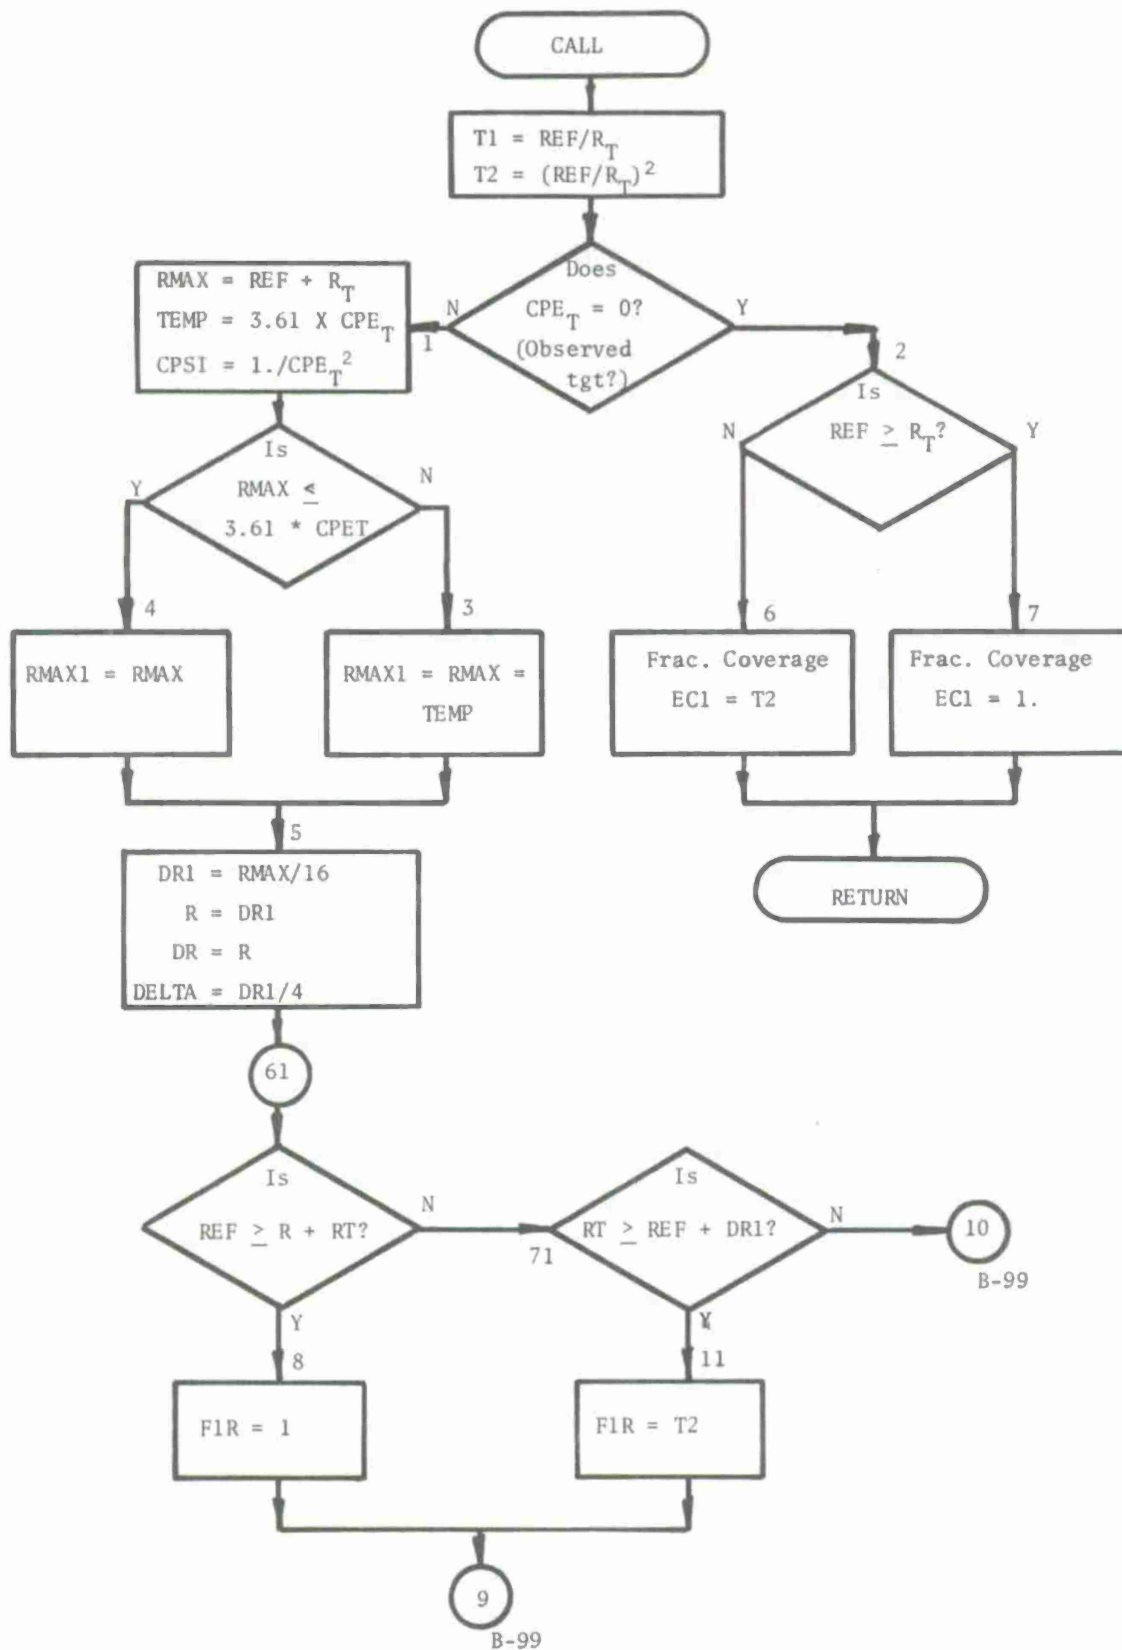 CALL
T1 = REF/R_T
T2 = (REF/R_T)²
Does
CPE_T = 0?
(Observed
tgt?)
N
Y
1
2
RMAX = REF + R_T
TEMP = 3.61 X CPE_T
CPSI = 1./CPE_T²
Is
REF ≥ R_T?
N
Y
Is
RMAX ≤
3.61 * CPET
Y
N
4
3
6
7
RMAX1 = RMAX
RMAX1 = RMAX =
TEMP
Frac. Coverage
EC1 = T2
Frac. Coverage
EC1 = 1.
5
DR1 = RMAX/16
R = DR1
DR = R
DELTA = DR1/4
RETURN
61
Is
REF ≥ R + RT?
N
71
Is
RT ≥ REF + DR1?
N
10
B-99
Y
8
Y
11
F1R = 1
F1R = T2
9
B-99